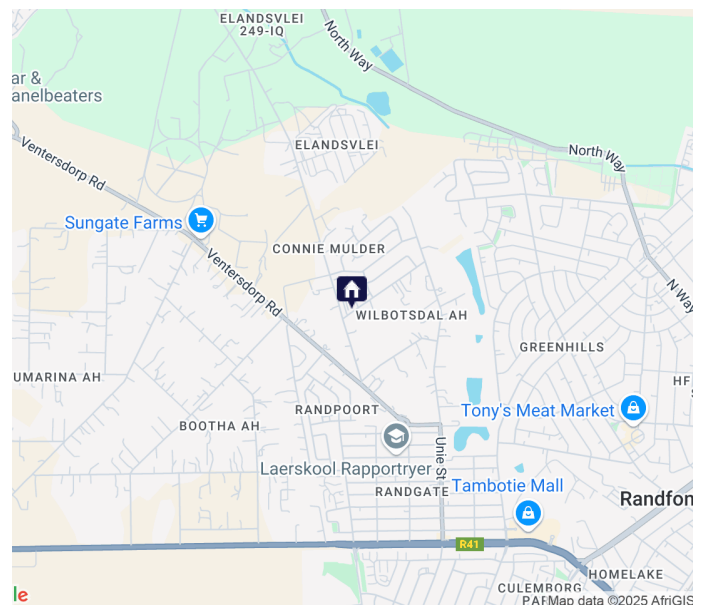 ELANDSVLEI
249-IQ
North Way
ar &
anelbeaters
ELANDSVLEI
North Way
Ventersdorp Rd
Sungate Farms
CONNIE MULDER
Ventersdorp Rd
N Way
WILBOTSDAL AH
GREENHILLS
UMARINA AH
HF
RANDPOORT
Tony's Meat Market
BOOTHA AH
Unie St
Laerskool Rapportryer
RANDGATE
Tambotie Mall
Randfon
R41
HOMELAKE
CULEMBORG
PAR
le
Map data ©2025 AfriGIS